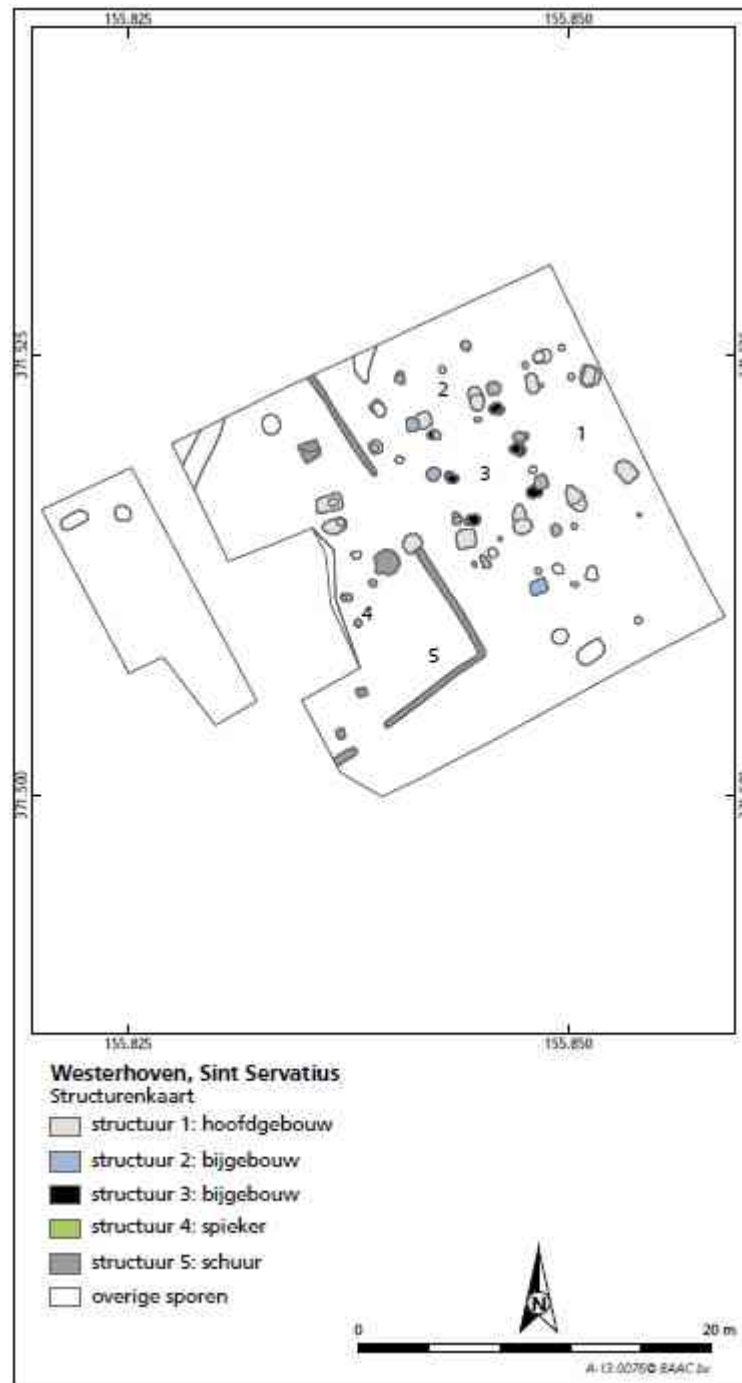 155.825 155.850
371.525
2
1
3
4
5
371.500
155.825 155.850
Westerhoven, Sint Servatius
Structurenkaart
structuur 1: hoofdgebouw
structuur 2: bijgebouw
structuur 3: bijgebouw
structuur 4: spieker
structuur 5: schuur
overige sporen
N
0 20 m
A-13.0076© BAAC bv